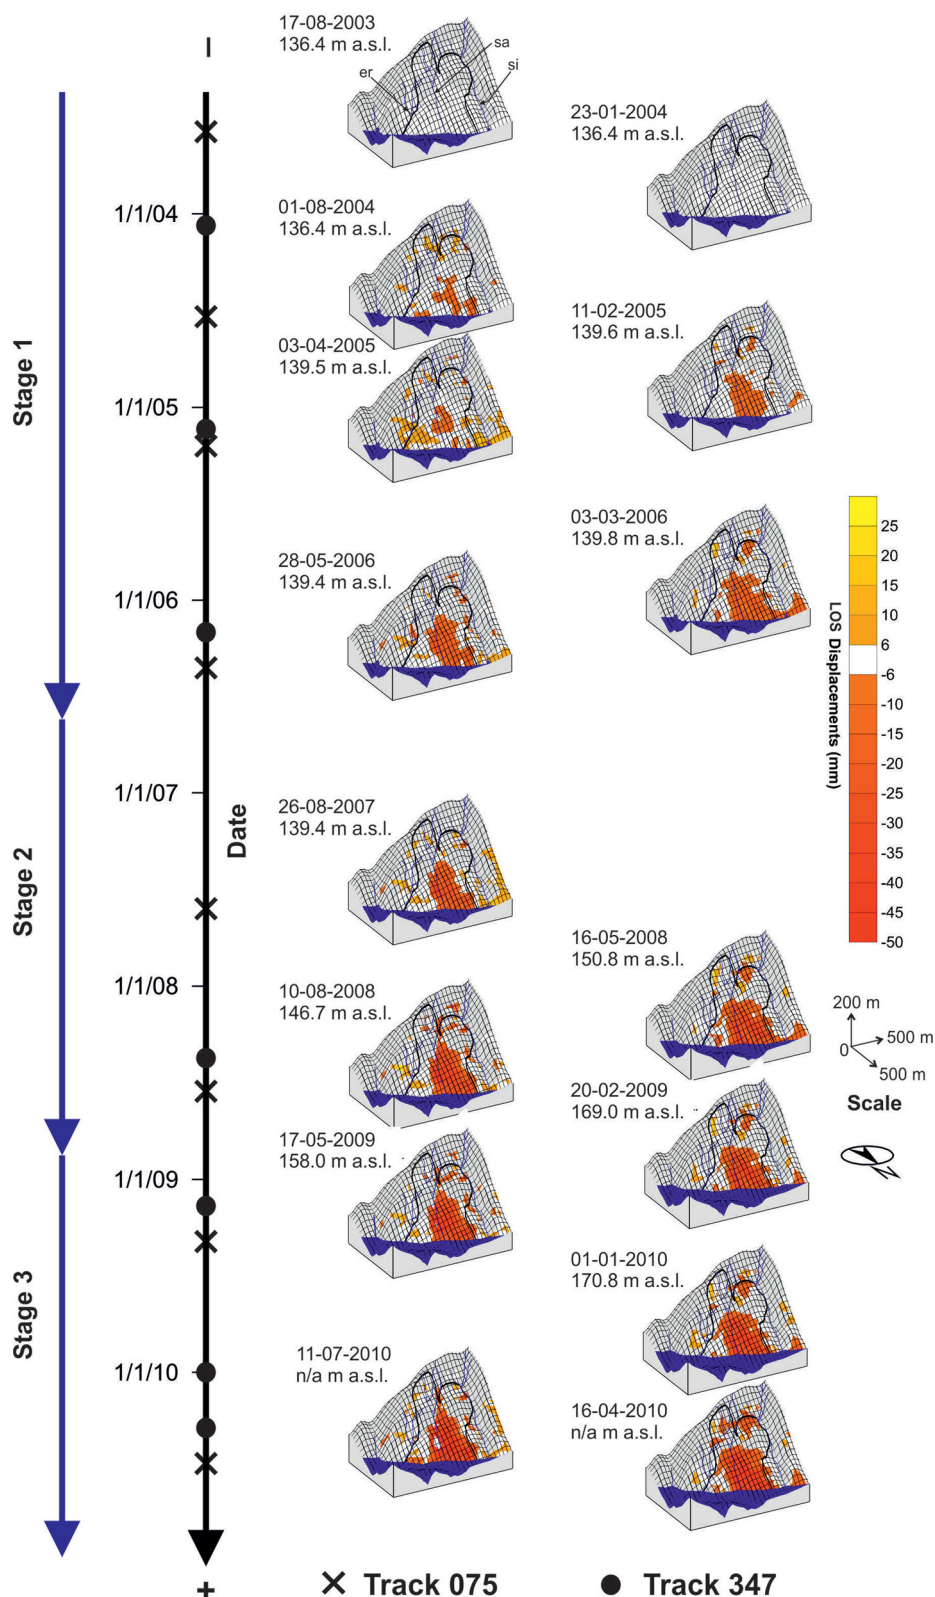 17-08-2003
136.4 m a.s.l.
er
sa
si
23-01-2004
136.4 m a.s.l.
1/1/04
01-08-2004
136.4 m a.s.l.
11-02-2005
139.6 m a.s.l.
03-04-2005
139.5 m a.s.l.
Stage 1
1/1/05
03-03-2006
139.8 m a.s.l.
28-05-2006
139.4 m a.s.l.
1/1/06
LOS Displacements (mm)
25
20
15
10
6
-6
-10
-15
-20
-25
-30
-35
-40
-45
-50
1/1/07
Date
26-08-2007
139.4 m a.s.l.
Stage 2
16-05-2008
150.8 m a.s.l.
1/1/08
10-08-2008
146.7 m a.s.l.
200 m
500 m
0
500 m
Scale
N
20-02-2009
169.0 m a.s.l.
17-05-2009
158.0 m a.s.l.
1/1/09
01-01-2010
170.8 m a.s.l.
Stage 3
1/1/10
11-07-2010
n/a m a.s.l.
16-04-2010
n/a m a.s.l.
+
Track 075
Track 347